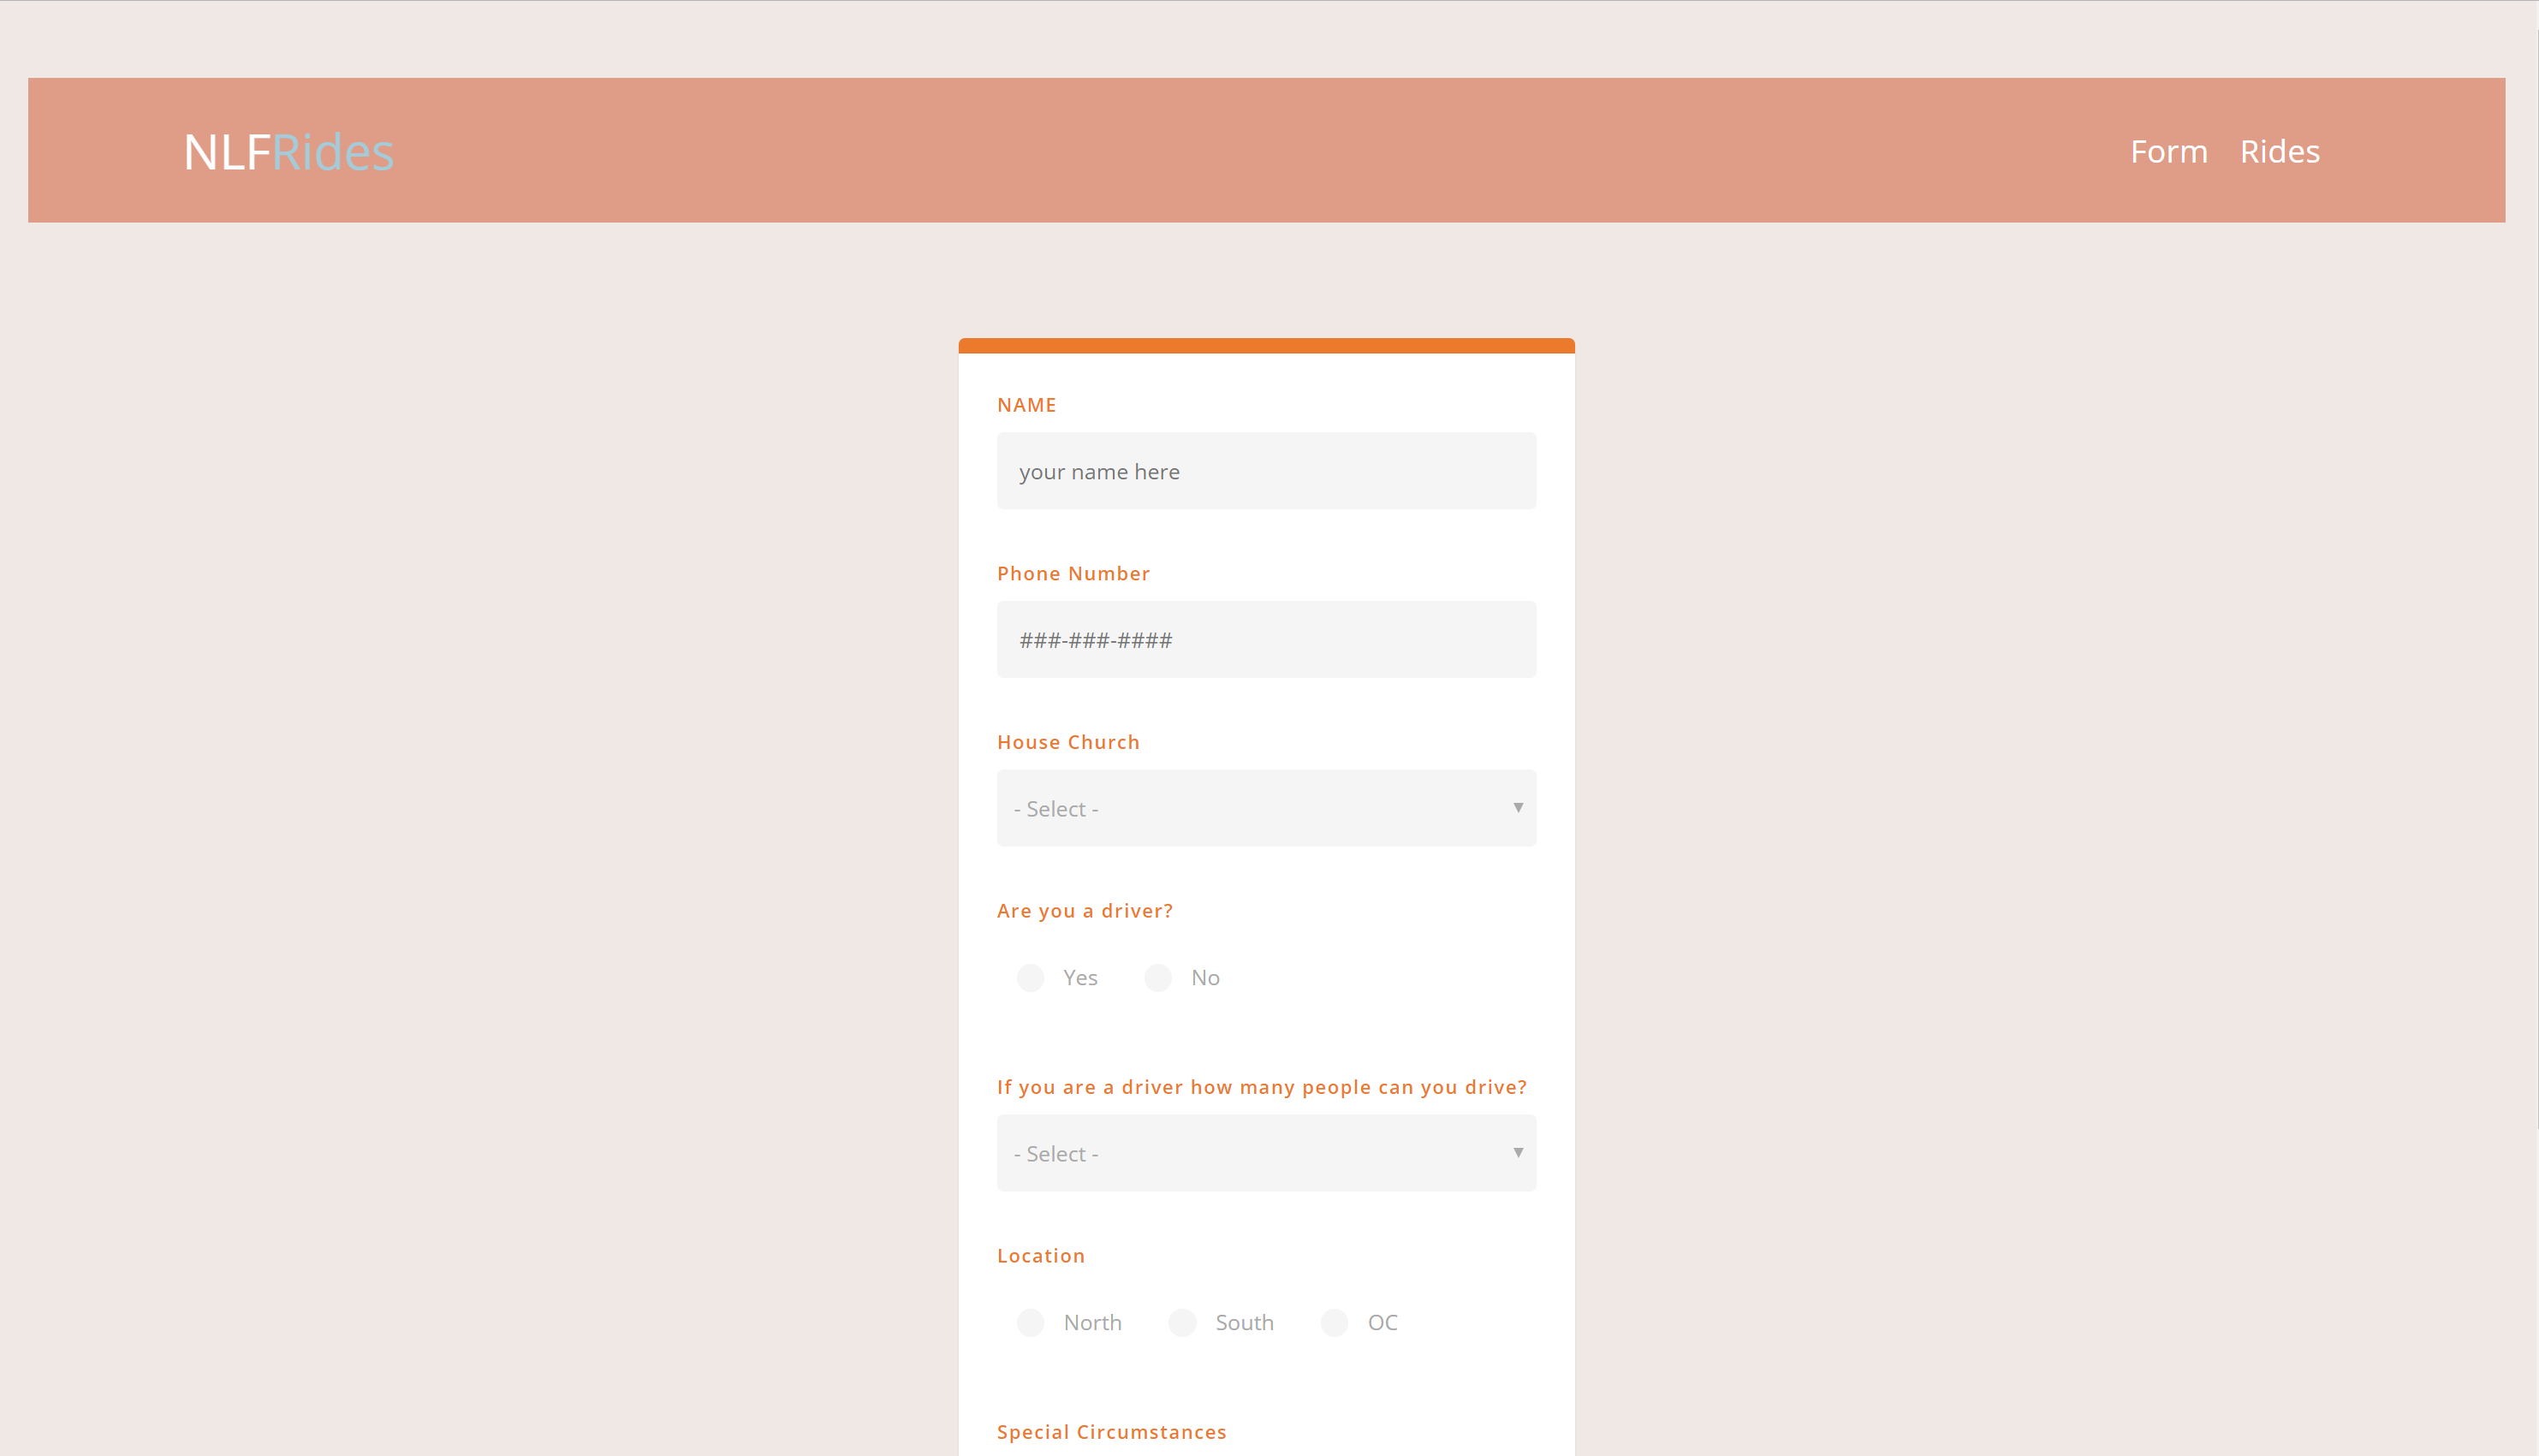 NLFRides
Form Rides
NAME
your name here
Phone Number
###-###-####
House Church
- Select -
Are you a driver?
Yes No
If you are a driver how many people can you drive?
- Select -
Location
North South OC
Special Circumstances